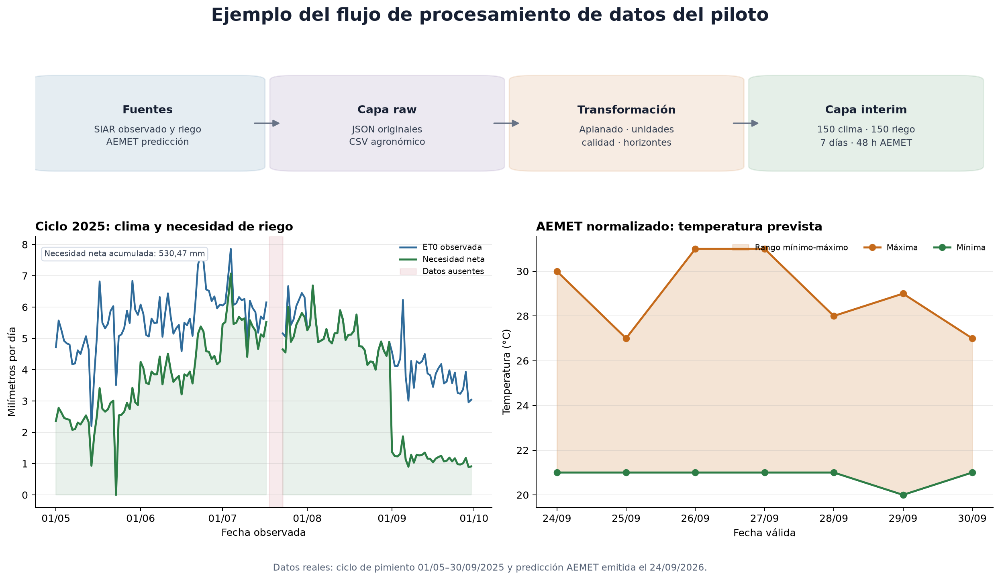 Ejemplo del flujo de procesamiento de datos del piloto
Fuentes
SiAR observado y riego
AEMET predicción
Capa raw
JSON originales
CSV agronómico
Transformación
Aplanado · unidades
calidad · horizontes
Capa interim
150 clima · 150 riego
7 días · 48 h AEMET
Ciclo 2025: clima y necesidad de riego
Necesidad neta acumulada: 530,47 mm
ET0 observada
Necesidad neta
Datos ausentes
Milímetros por día
8
7
6
5
4
3
2
1
0
01/05
01/06
01/07
01/08
01/09
01/10
Fecha observada
AEMET normalizado: temperatura prevista
Rango mínimo-máximo
Máxima
Mínima
Temperatura (°C)
30
28
26
24
22
20
24/09
25/09
26/09
27/09
28/09
29/09
30/09
Fecha válida
Datos reales: ciclo de pimiento 01/05–30/09/2025 y predicción AEMET emitida el 24/09/2026.